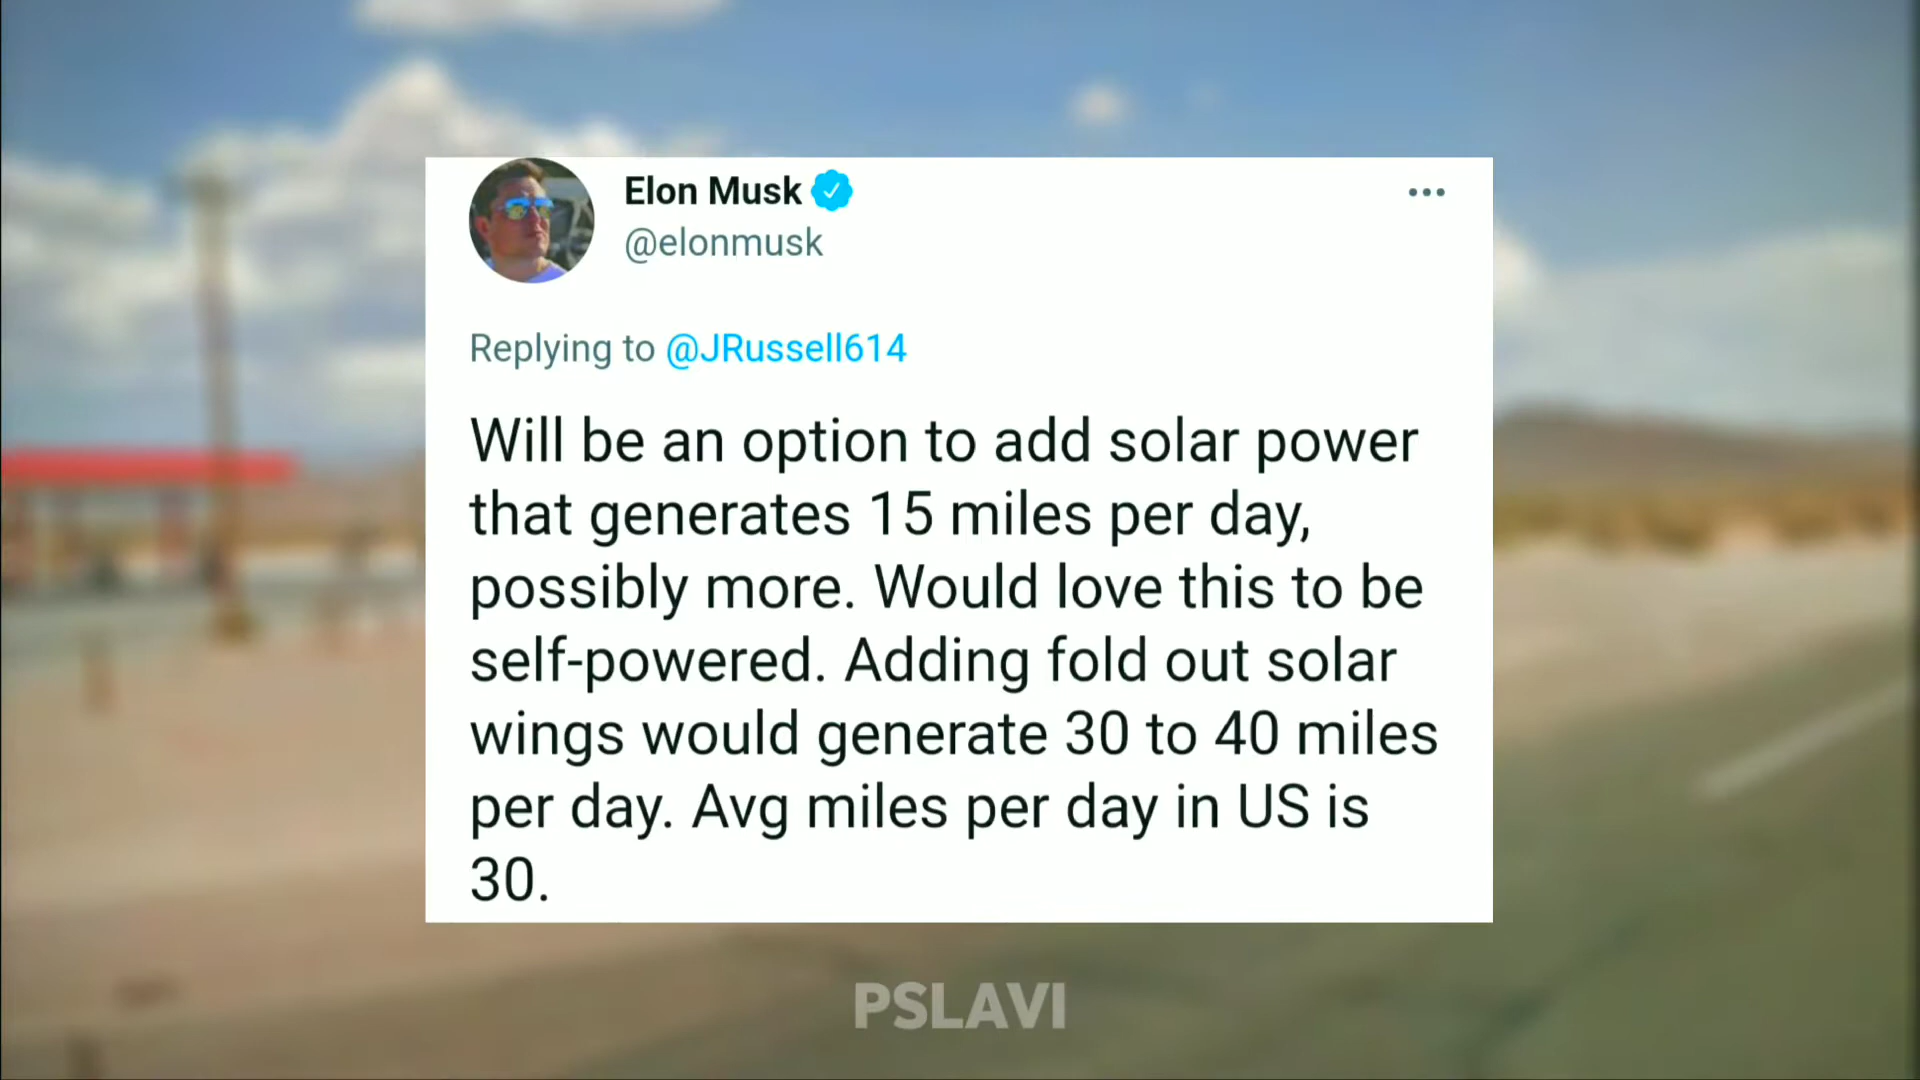 Elon Musk
@elonmusk
Replying to @JRussell614
Will be an option to add solar power
that generates 15 miles per day,
possibly more. Would love this to be
self-powered. Adding fold out solar
wings would generate 30 to 40 miles
per day. Avg miles per day in US is
30.
PSLAVI